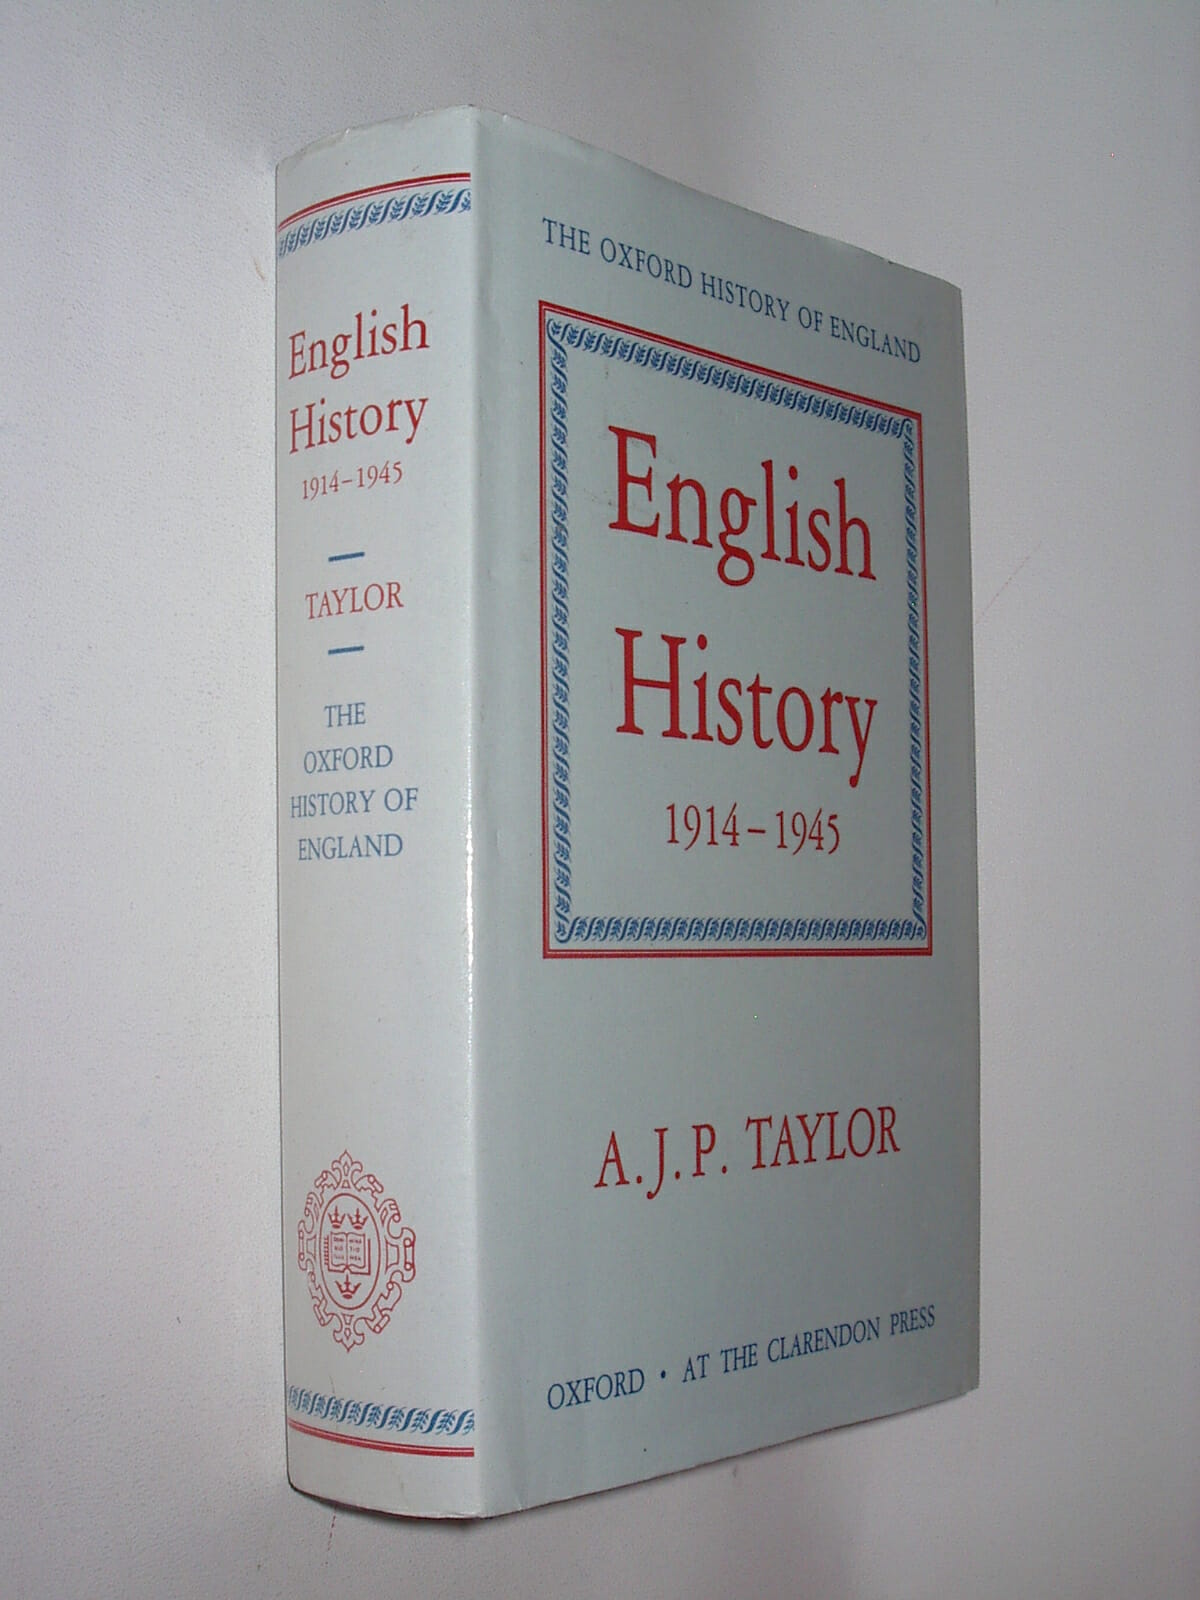 English
History
1914–1945
TAYLOR
THE
OXFORD
HISTORY OF
ENGLAND
THE OXFORD HISTORY OF ENGLAND
English
History
1914–1945
A.J.P. TAYLOR
OXFORD • AT THE CLARENDON PRESS